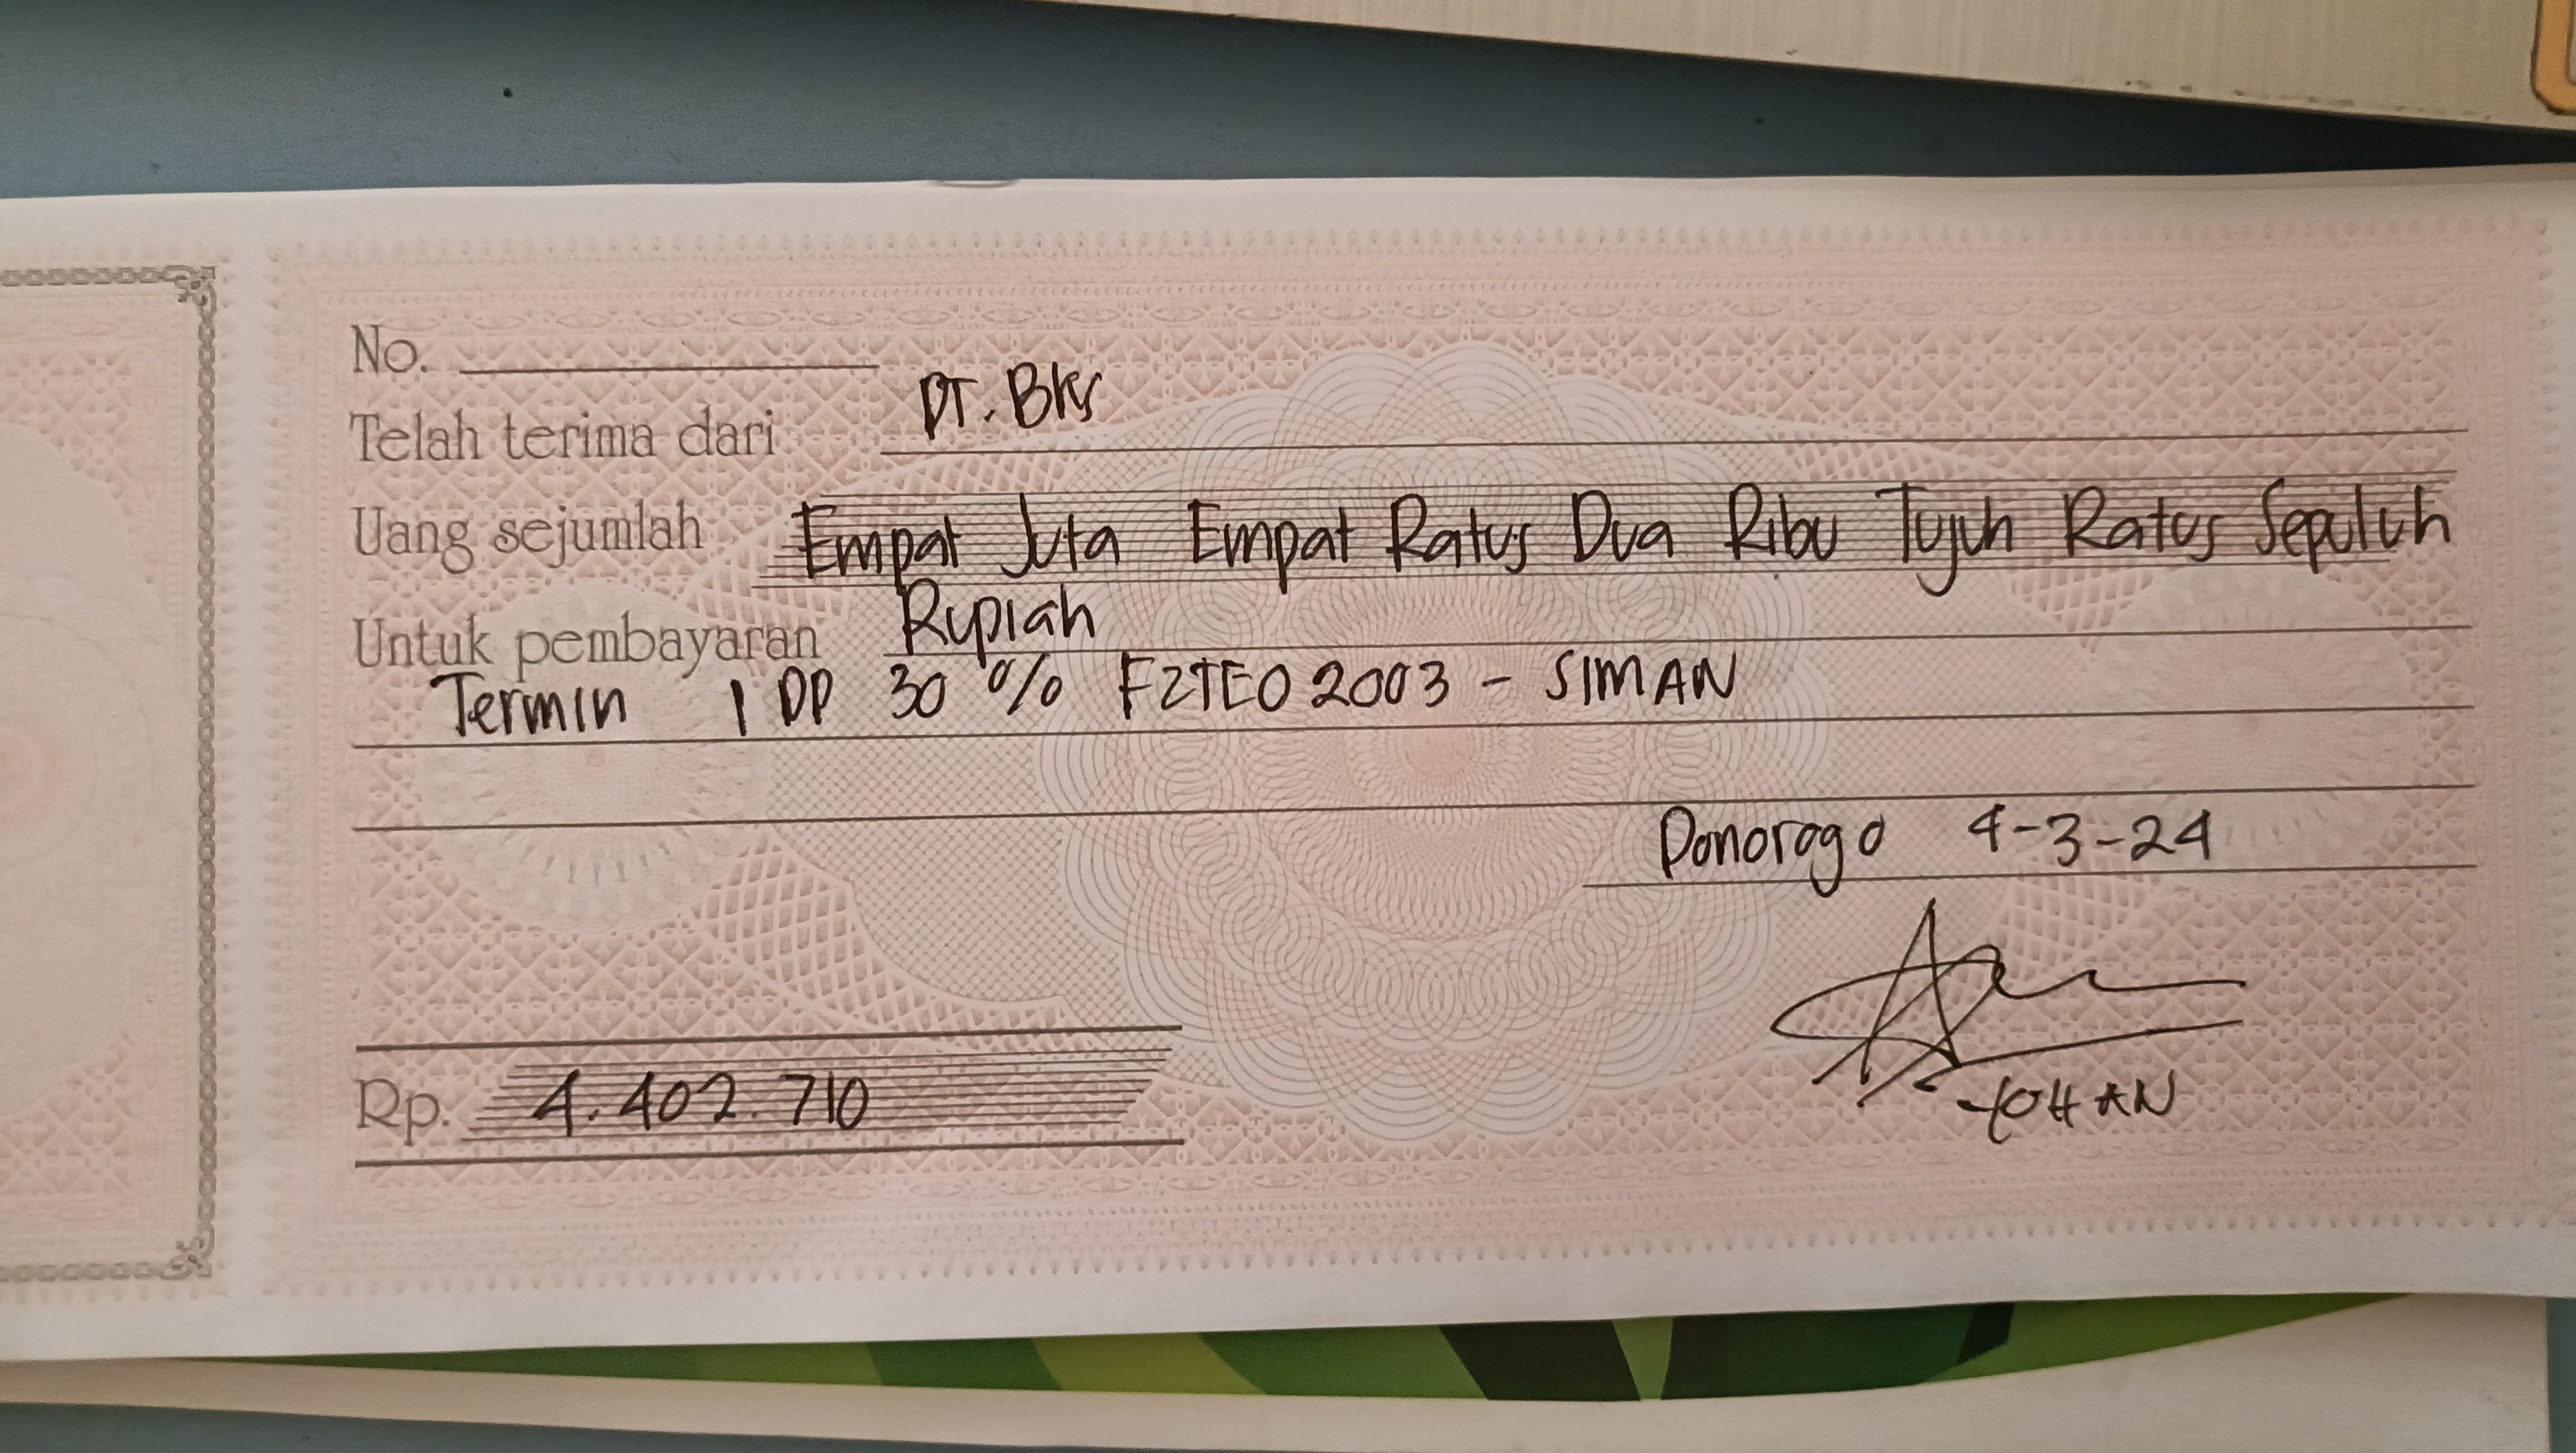 No.
Telah terima dari PT. BKS
Uang sejumlah Empat Juta Empat Ratus Dua Ribu Tujuh Ratus Sepuluh
Untuk pembayaran Rupiah
Termin 1 DP 30 % FZTEO2003 - SIMAN
Ponorogo 4-3-24
Rp. 4.402.710
YOHAN